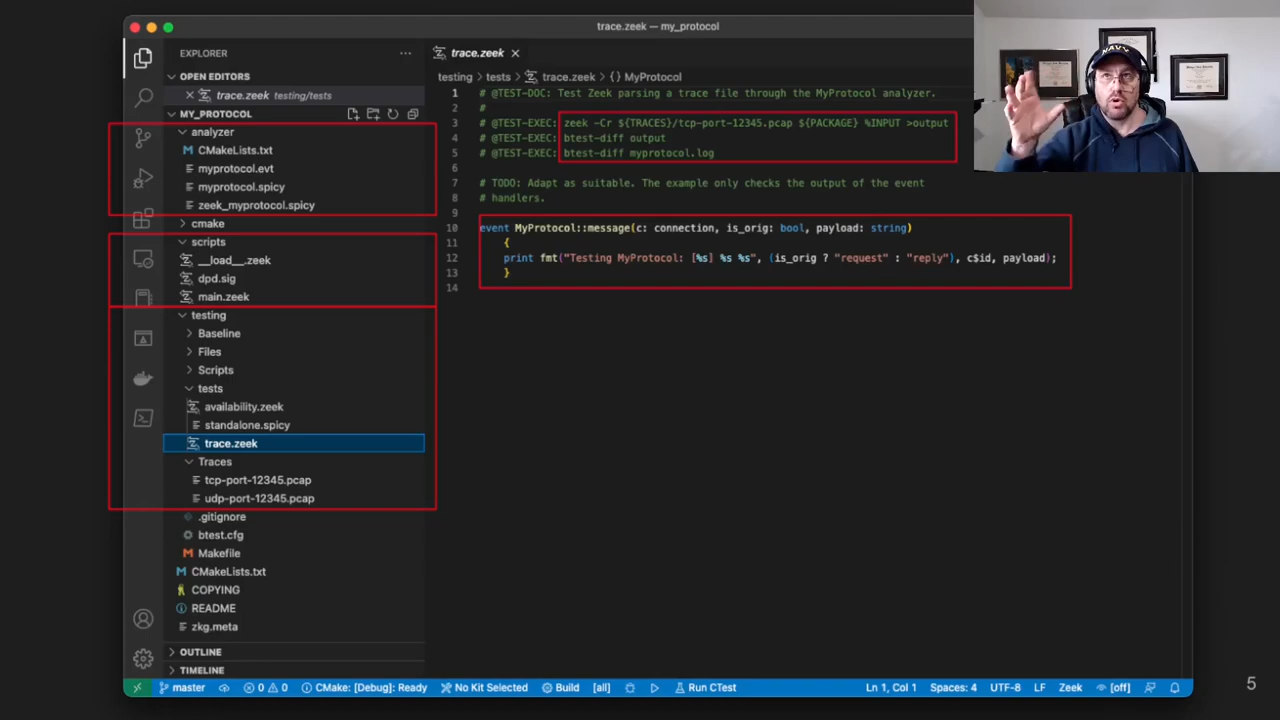 trace.zeek — my_protocol
NAVY
EXPLORER
trace.zeek
OPEN EDITORS
trace.zeek testing/tests
MY_PROTOCOL
analyzer
CMakeLists.txt
myprotocol.evt
myprotocol.spicy
zeek_myprotocol.spicy
cmake
scripts
__load__.zeek
dpd.sig
main.zeek
testing
Baseline
Files
Scripts
tests
availability.zeek
standalone.spicy
trace.zeek
Traces
tcp-port-12345.pcap
udp-port-12345.pcap
.gitignore
btest.cfg
Makefile
CMakeLists.txt
COPYING
README
zkg.meta
OUTLINE
TIMELINE
testing > tests > trace.zeek > {} MyProtocol
1 # @TEST-DOC: Test Zeek parsing a trace file through the MyProtocol analyzer.
2 #
3 # @TEST-EXEC: zeek -Cr ${TRACES}/tcp-port-12345.pcap ${PACKAGE} %INPUT >output
4 # @TEST-EXEC: btest-diff output
5 # @TEST-EXEC: btest-diff myprotocol.log
6
7 # TODO: Adapt as suitable. The example only checks the output of the event
8 # handlers.
9
10 event MyProtocol::message(c: connection, is_orig: bool, payload: string)
11 {
12 print fmt("Testing MyProtocol: [%s] %s %s", (is_orig ? "request" : "reply"), c$id, payload);
13 }
14
master 0 0 CMake: [Debug]: Ready No Kit Selected Build [all] Run CTest Ln 1, Col 1 Spaces: 4 UTF-8 LF Zeek [off]
5